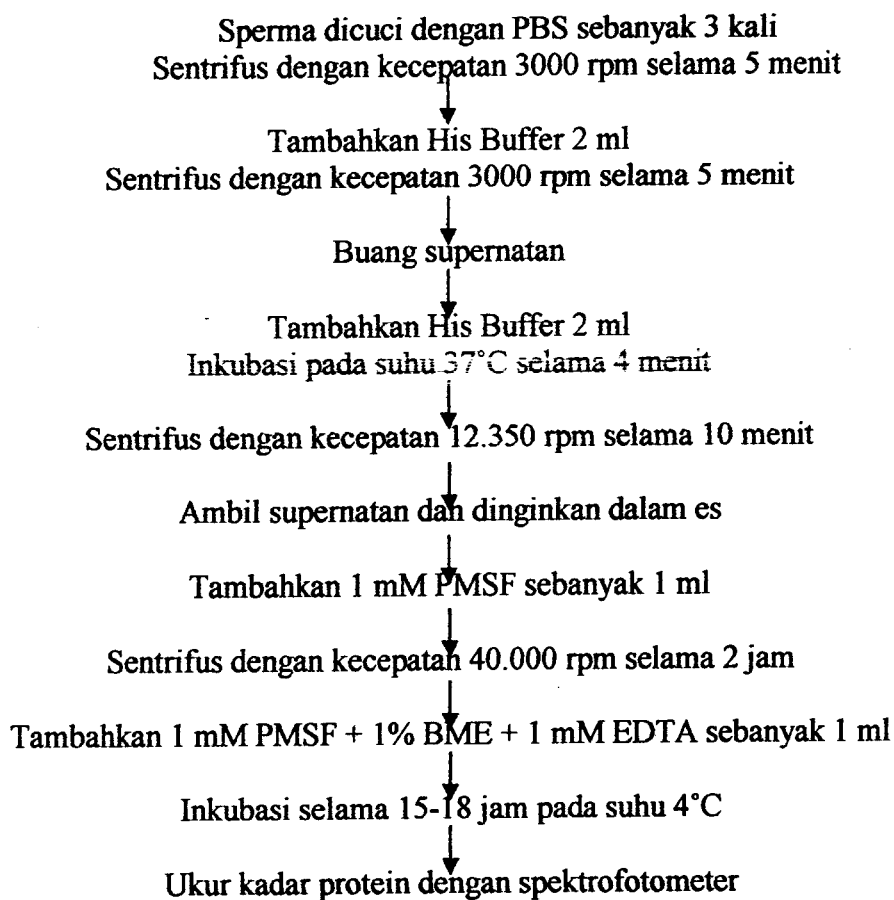 Sperma dicuci dengan PBS sebanyak 3 kali
Sentrifus dengan kecepatan 3000 rpm selama 5 menit
Tambahkan His Buffer 2 ml
Sentrifus dengan kecepatan 3000 rpm selama 5 menit
Buang supernatan
Tambahkan His Buffer 2 ml
Inkubasi pada suhu 37°C selama 4 menit
Sentrifus dengan kecepatan 12.350 rpm selama 10 menit
Ambil supernatan dan dinginkan dalam es
Tambahkan 1 mM PMSF sebanyak 1 ml
Sentrifus dengan kecepatan 40.000 rpm selama 2 jam
Tambahkan 1 mM PMSF + 1% BME + 1 mM EDTA sebanyak 1 ml
Inkubasi selama 15-18 jam pada suhu 4°C
Ukur kadar protein dengan spektrofotometer